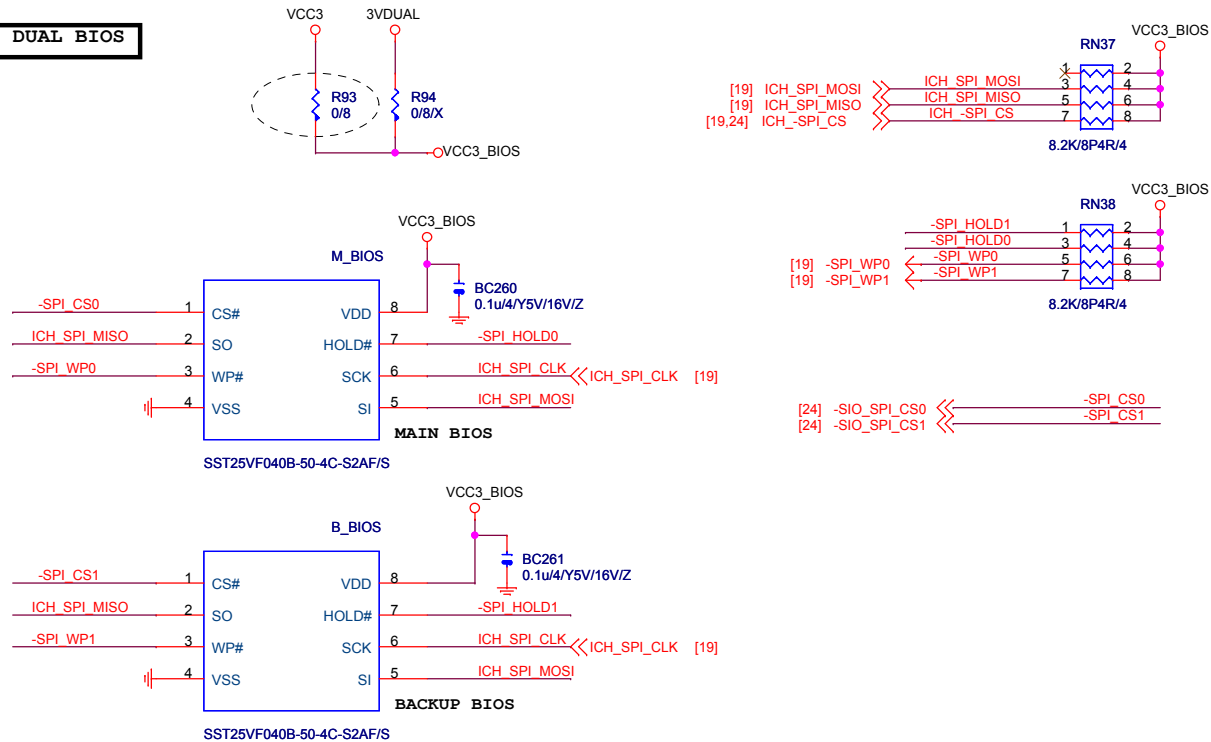 DUAL BIOS
VCC3
3VDUAL
R93
0/8
R94
0/8/X
VCC3_BIOS
VCC3_BIOS
RN37
1
2
[19] ICH_SPI_MOSI
ICH_SPI_MOSI
3
4
[19] ICH_SPI_MISO
ICH_SPI_MISO
5
6
[19,24] ICH_-SPI_CS
ICH_-SPI_CS
7
8
8.2K/8P4R/4
VCC3_BIOS
RN38
-SPI_HOLD1
1
2
-SPI_HOLD0
3
4
[19] -SPI_WP0
-SPI_WP0
5
6
[19] -SPI_WP1
-SPI_WP1
7
8
8.2K/8P4R/4
VCC3_BIOS
M_BIOS
BC260
0.1u/4/Y5V/16V/Z
-SPI_CS0
1
CS#
VDD
8
ICH_SPI_MISO
2
SO
HOLD#
7
-SPI_HOLD0
-SPI_WP0
3
WP#
SCK
6
ICH_SPI_CLK
ICH_SPI_CLK [19]
4
VSS
SI
5
ICH_SPI_MOSI
MAIN BIOS
SST25VF040B-50-4C-S2AF/S
[24] -SIO_SPI_CS0
-SPI_CS0
[24] -SIO_SPI_CS1
-SPI_CS1
VCC3_BIOS
B_BIOS
BC261
0.1u/4/Y5V/16V/Z
-SPI_CS1
1
CS#
VDD
8
ICH_SPI_MISO
2
SO
HOLD#
7
-SPI_HOLD1
-SPI_WP1
3
WP#
SCK
6
ICH_SPI_CLK
ICH_SPI_CLK [19]
4
VSS
SI
5
ICH_SPI_MOSI
BACKUP BIOS
SST25VF040B-50-4C-S2AF/S